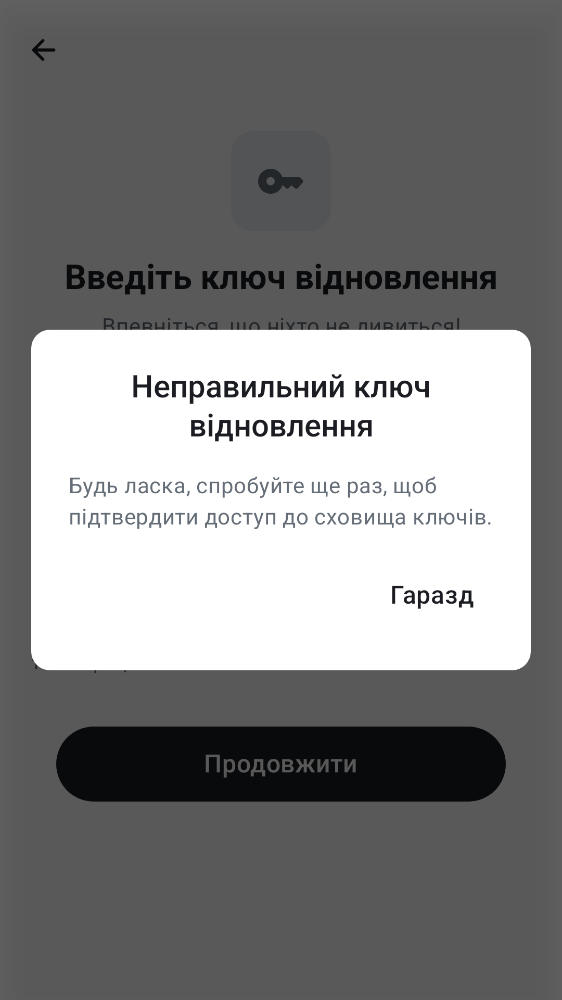 Введіть ключ відновлення
Впевніться, що ніхто не дивиться!
Неправильний ключ
відновлення
Будь ласка, спробуйте ще раз, щоб
підтвердити доступ до сховища ключів.
Гаразд
Продовжити